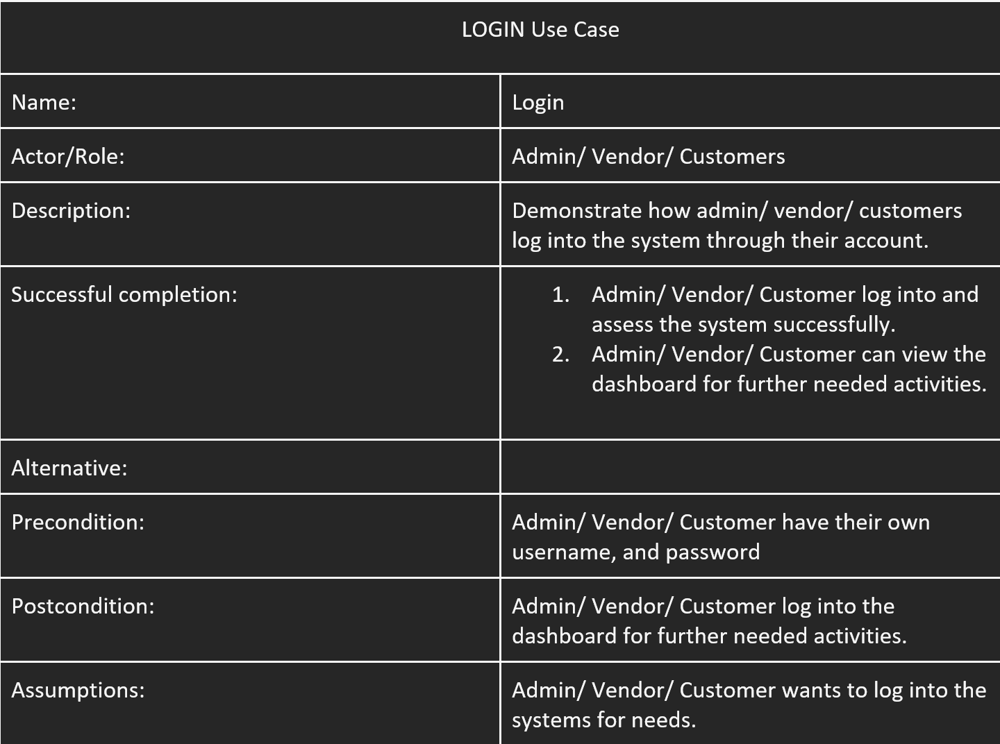 LOGIN Use Case
Name:
Login
Actor/Role:
Admin/ Vendor/ Customers
Description:
Demonstrate how admin/ vendor/ customers
log into the system through their account.
Successful completion:
1. Admin/ Vendor/ Customer log into and
assess the system successfully.
2. Admin/ Vendor/ Customer can view the
dashboard for further needed activities.
Alternative:
Precondition:
Admin/ Vendor/ Customer have their own
username, and password
Postcondition:
Admin/ Vendor/ Customer log into the
dashboard for further needed activities.
Assumptions:
Admin/ Vendor/ Customer wants to log into the
systems for needs.